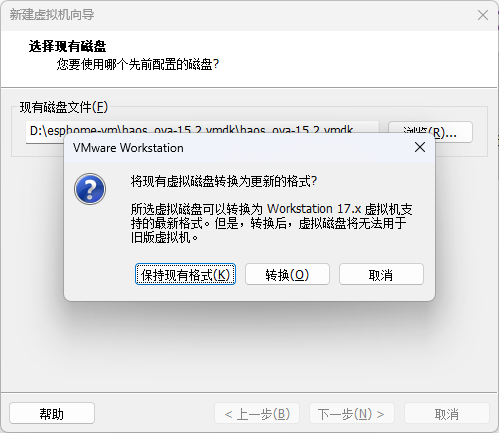 新建虚拟机向导
选择现有磁盘
您要使用哪个先前配置的磁盘?
现有磁盘文件(F)
D:\esphome-vm\haos_ova-15.2.vmdk\haos_ova-15.2.vmdk
浏览(R)...
VMware Workstation
将现有虚拟磁盘转换为更新的格式?
所选虚拟磁盘可以转换为 Workstation 17.x 虚拟机支
持的最新格式。但是，转换后，虚拟磁盘将无法用于
旧版虚拟机。
保持现有格式(K)
转换(O)
取消
帮助
< 上一步(B)
下一步(N) >
取消